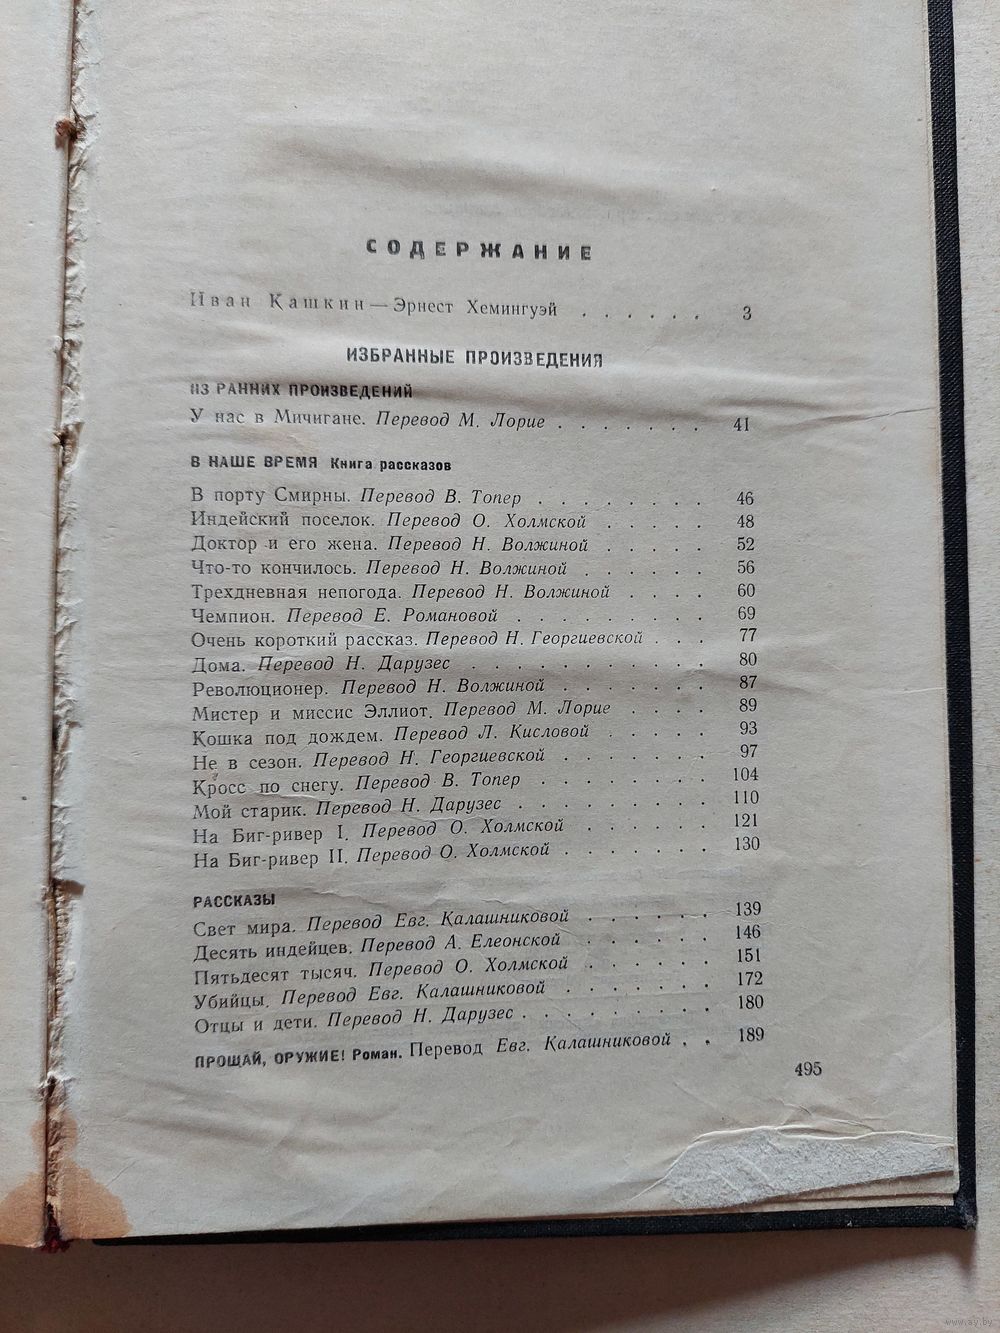 СОДЕРЖАНИЕ
Иван Кашкин — Эрнест Хемингуэй . . . . . . 3
ИЗБРАННЫЕ ПРОИЗВЕДЕНИЯ
ИЗ РАННИХ ПРОИЗВЕДЕНИЙ
У нас в Мичигане. Перевод М. Лорие . . . . . . . 41
В НАШЕ ВРЕМЯ Книга рассказов
В порту Смирны. Перевод В. Топер . . . . . . . 46
Индейский поселок. Перевод О. Холмской . . . . . 48
Доктор и его жена. Перевод Н. Волжиной . . . . . 52
Что-то кончилось. Перевод Н. Волжиной . . . . . . 56
Трехдневная непогода. Перевод Н. Волжиной . . . . 60
Чемпион. Перевод Е. Романовой . . . . . . . . 69
Очень короткий рассказ. Перевод Н. Георгиевской . . . 77
Дома. Перевод Н. Дарузес . . . . . . . . . . 80
Революционер. Перевод Н. Волжиной . . . . . . . 87
Мистер и миссис Эллиот. Перевод М. Лорие . . . . 89
Кошка под дождем. Перевод Л. Кисловой . . . . . 93
Не в сезон. Перевод Н. Георгиевской . . . . . . . 97
Кросс по снегу. Перевод В. Топер . . . . . . . 104
Мой старик. Перевод Н. Дарузес . . . . . . . . 110
На Биг-ривер I. Перевод О. Холмской . . . . . . 121
На Биг-ривер II. Перевод О. Холмской . . . . . . . 130
РАССКАЗЫ
Свет мира. Перевод Евг. Калашниковой . . . . . . 139
Десять индейцев. Перевод А. Елеонской . . . . . . 146
Пятьдесят тысяч. Перевод О. Холмской . . . . . . 151
Убийцы. Перевод Евг. Калашниковой . . . . . . . 172
Отцы и дети. Перевод Н. Дарузес . . . . . . . . 180
ПРОЩАЙ, ОРУЖИЕ! Роман. Перевод Евг. Калашниковой . . 189
495
www.ay.by